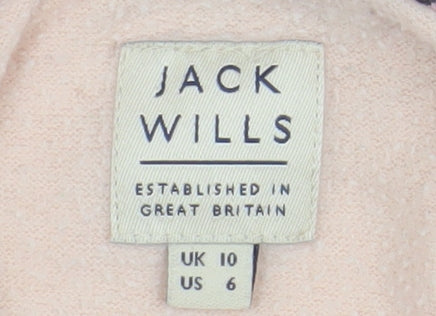 JACK
WILLS
ESTABLISHED IN
GREAT BRITAIN
UK 10
US 6